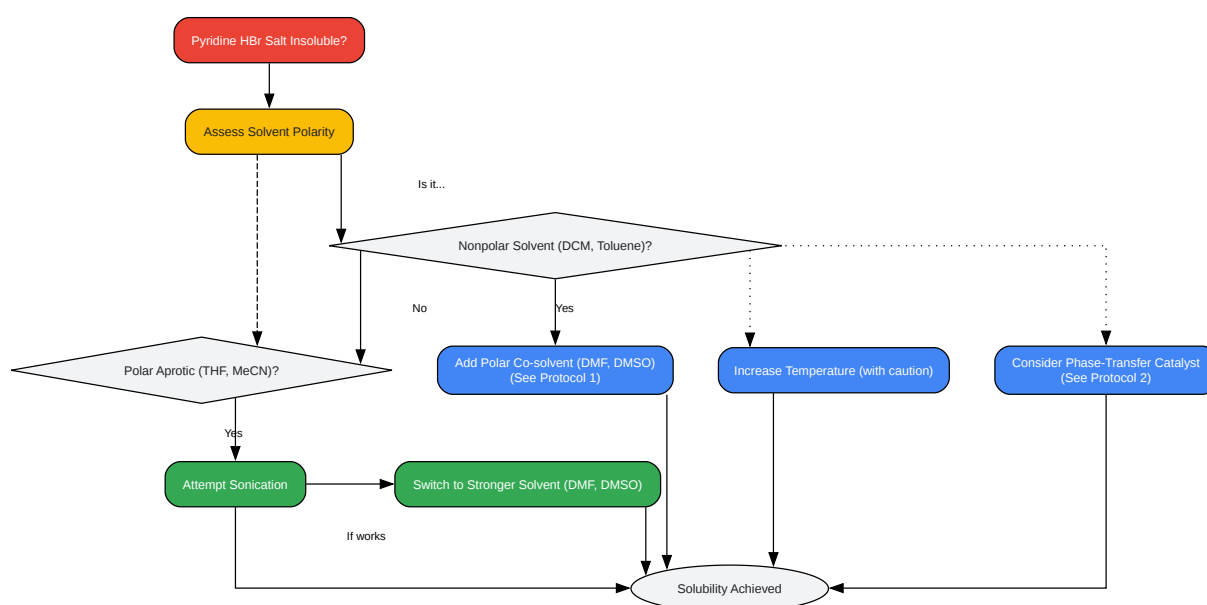 Pyridine HBr Salt Insoluble?
Assess Solvent Polarity
Is it...
Nonpolar Solvent (DCM, Toluene)?
No
Yes
Polar Aprotic (THF, MeCN)?
Add Polar Co-solvent (DMF, DMSO)
(See Protocol 1)
Increase Temperature (with caution)
Consider Phase-Transfer Catalyst
(See Protocol 2)
Yes
Attempt Sonication
Switch to Stronger Solvent (DMF, DMSO)
If works
Solubility Achieved